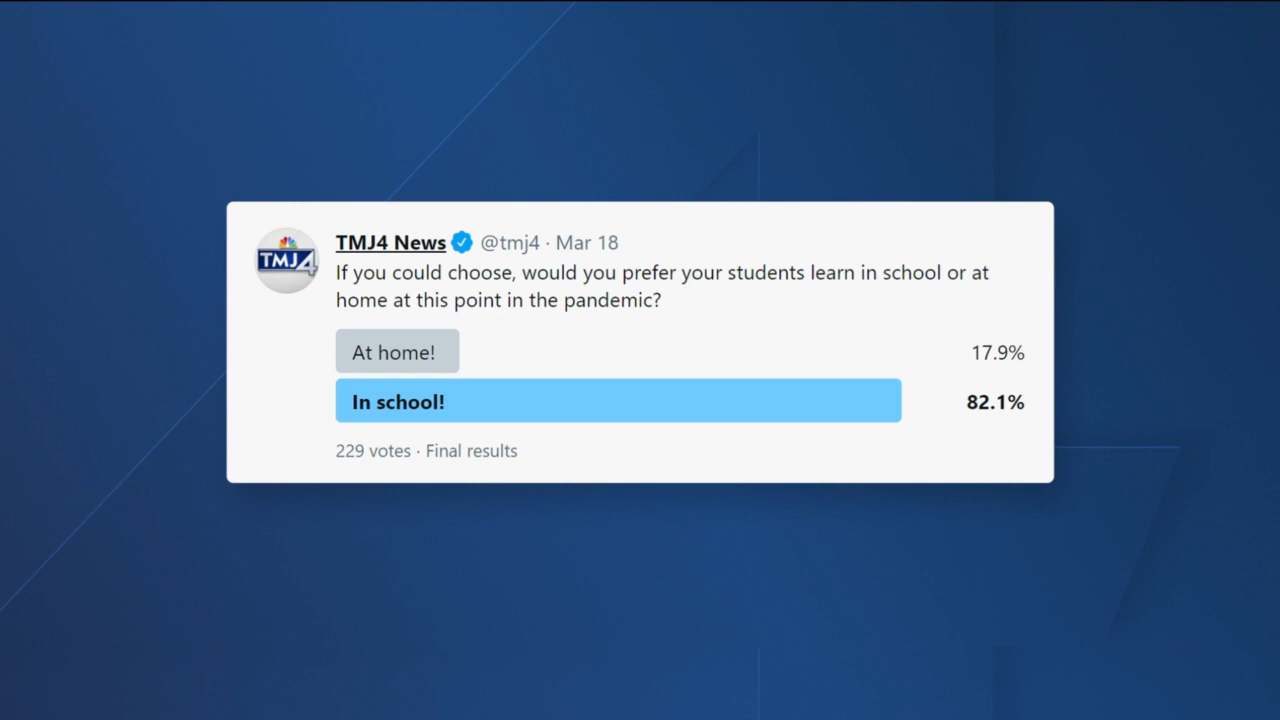 TMJ4
TMJ4 News @tmj4 · Mar 18
If you could choose, would you prefer your students learn in school or at
home at this point in the pandemic?
At home! 17.9%
In school! 82.1%
229 votes · Final results